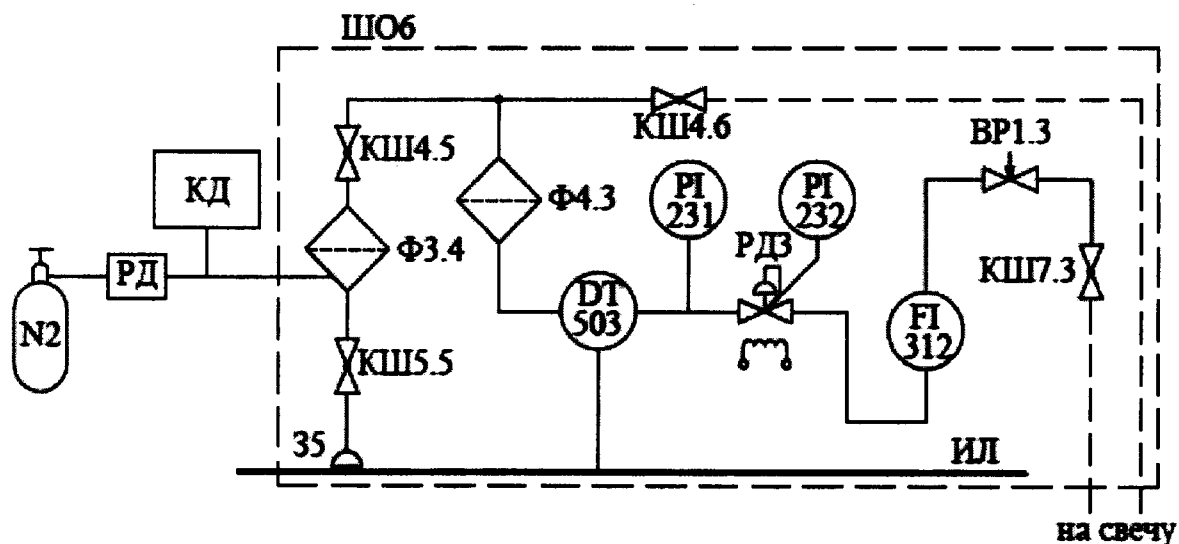 ШО6
КШ4.5
КШ4.6
ВР1.3
КД
Ф4.3
PI
231
PI
232
РД
Ф3.4
РД3
КШ7.3
N2
DT
503
FI
312
КШ5.5
35
ИЛ
на свечу